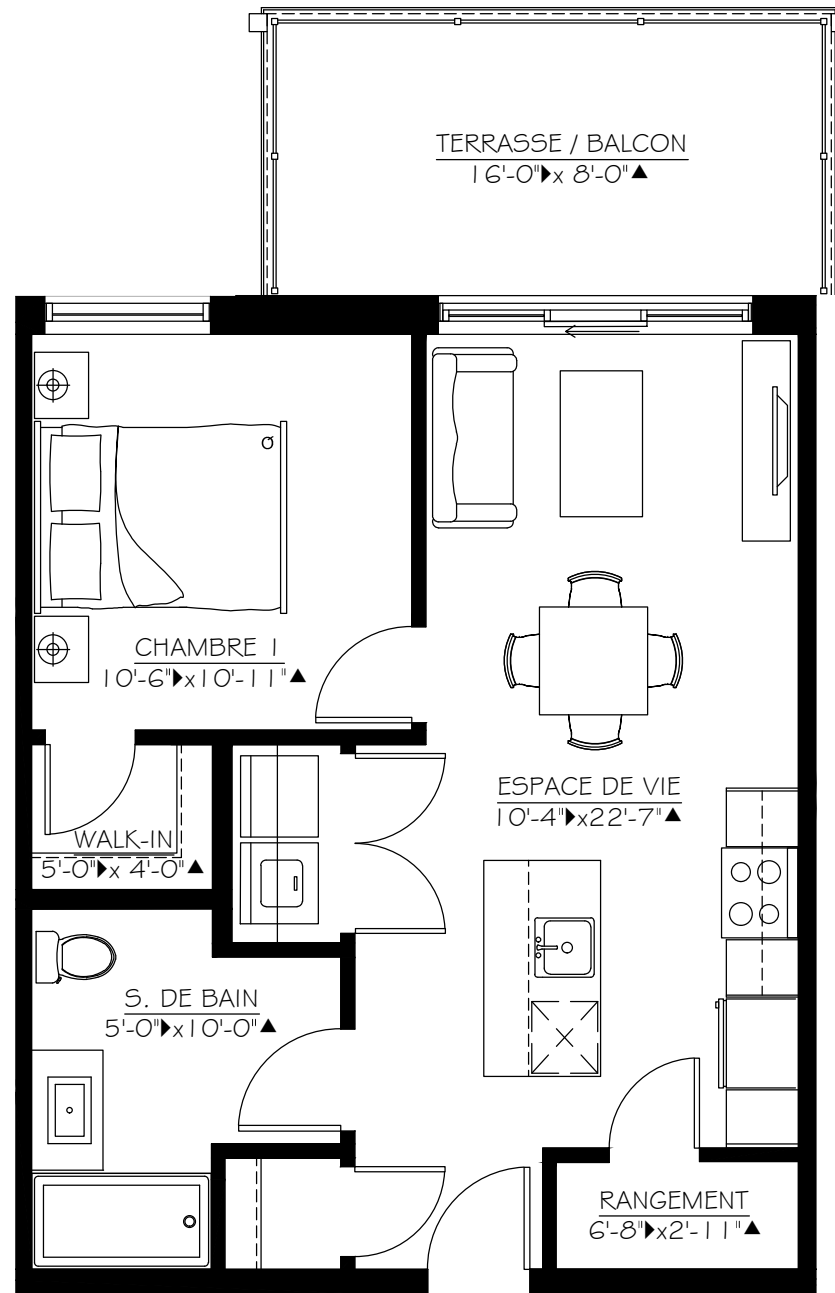 TERRASSE / BALCON
16'-0"▶x 8'-0"▲
CHAMBRE 1
10'-6"▶x10'-11"▲
ESPACE DE VIE
10'-4"▶x22'-7"▲
WALK-IN
5'-0"▶x 4'-0"▲
S. DE BAIN
5'-0"▶x10'-0"▲
RANGEMENT
6'-8"▶x2'-11"▲